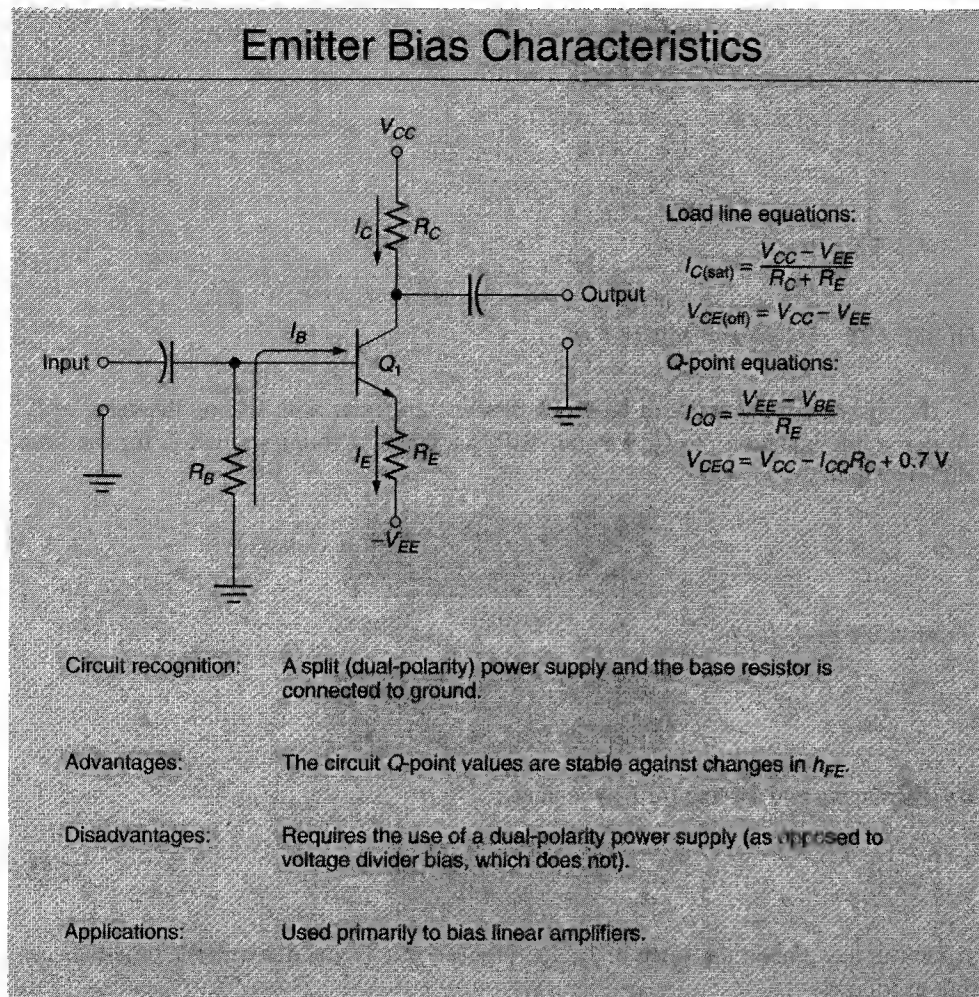 Emitter Bias Characteristics
V_CC
I_C R_C
Output
I_B
Input
Q_1
R_B
I_E R_E
-V_EE
Load line equations:
I_C(sat) = (V_CC - V_EE) / (R_C + R_E)
V_CE(off) = V_CC - V_EE
Q-point equations:
I_CQ = (V_EE - V_BE) / R_E
V_CEQ = V_CC - I_CQ R_C + 0.7 V
Circuit recognition: A split (dual-polarity) power supply and the base resistor is
connected to ground.
Advantages: The circuit Q-point values are stable against changes in h_FE.
Disadvantages: Requires the use of a dual-polarity power supply (as opposed to
voltage divider bias, which does not).
Applications: Used primarily to bias linear amplifiers.